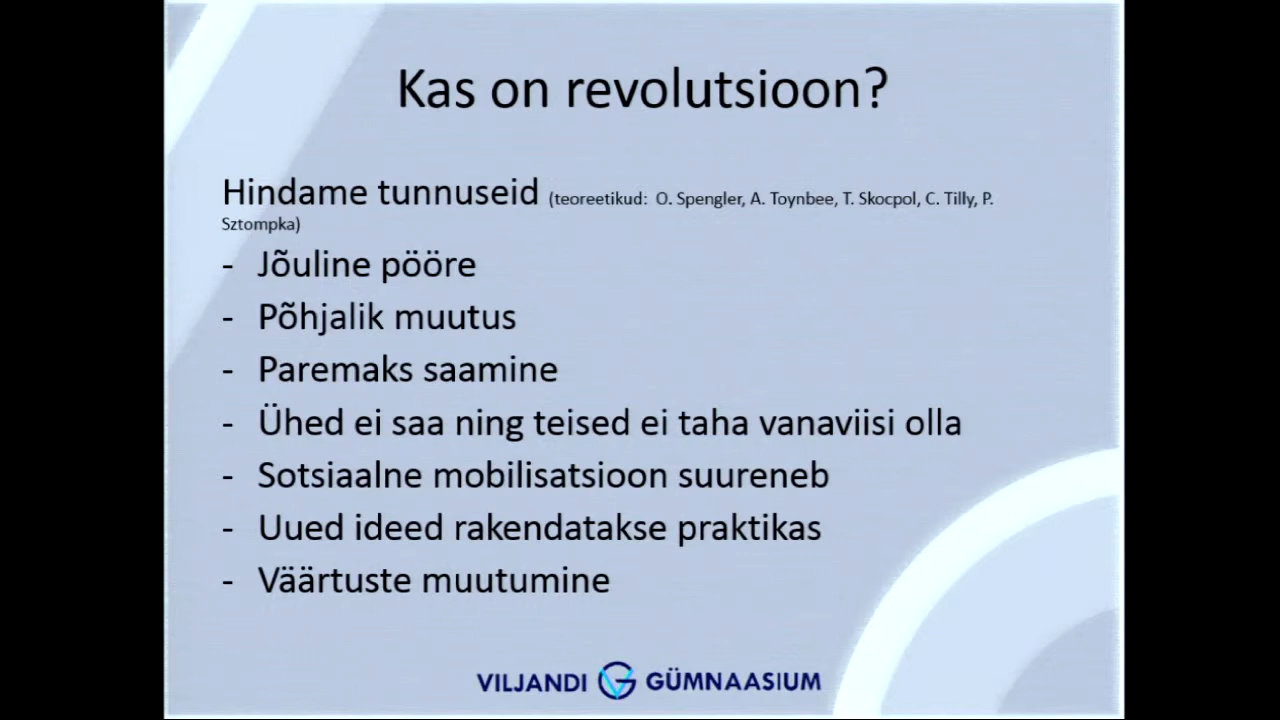 Kas on revolutsioon?
Hindame tunnuseid (teoreetikud: O. Spengler, A. Toynbee, T. Skocpol, C. Tilly, P.
Sztompka)
- Jõuline pööre
- Põhjalik muutus
- Paremaks saamine
- Ühed ei saa ning teised ei taha vanaviisi olla
- Sotsiaalne mobilisatsioon suureneb
- Uued ideed rakendatakse praktikas
- Väärtuste muutumine
VILJANDI GÜMNAASIUM